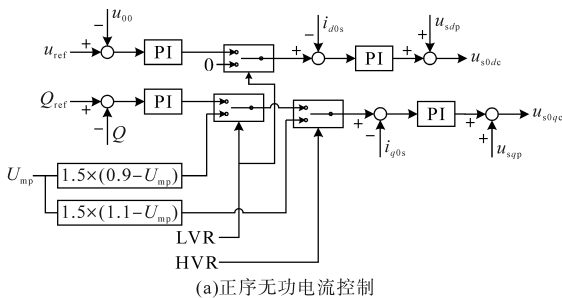 u00 id0s usdp
uref PI PI us0dc
0
Qref PI PI us0qc
Q iq0s usqp
Ump 1.5×(0.9−Ump)
1.5×(1.1−Ump)
LVR
HVR
(a)正序无功电流控制